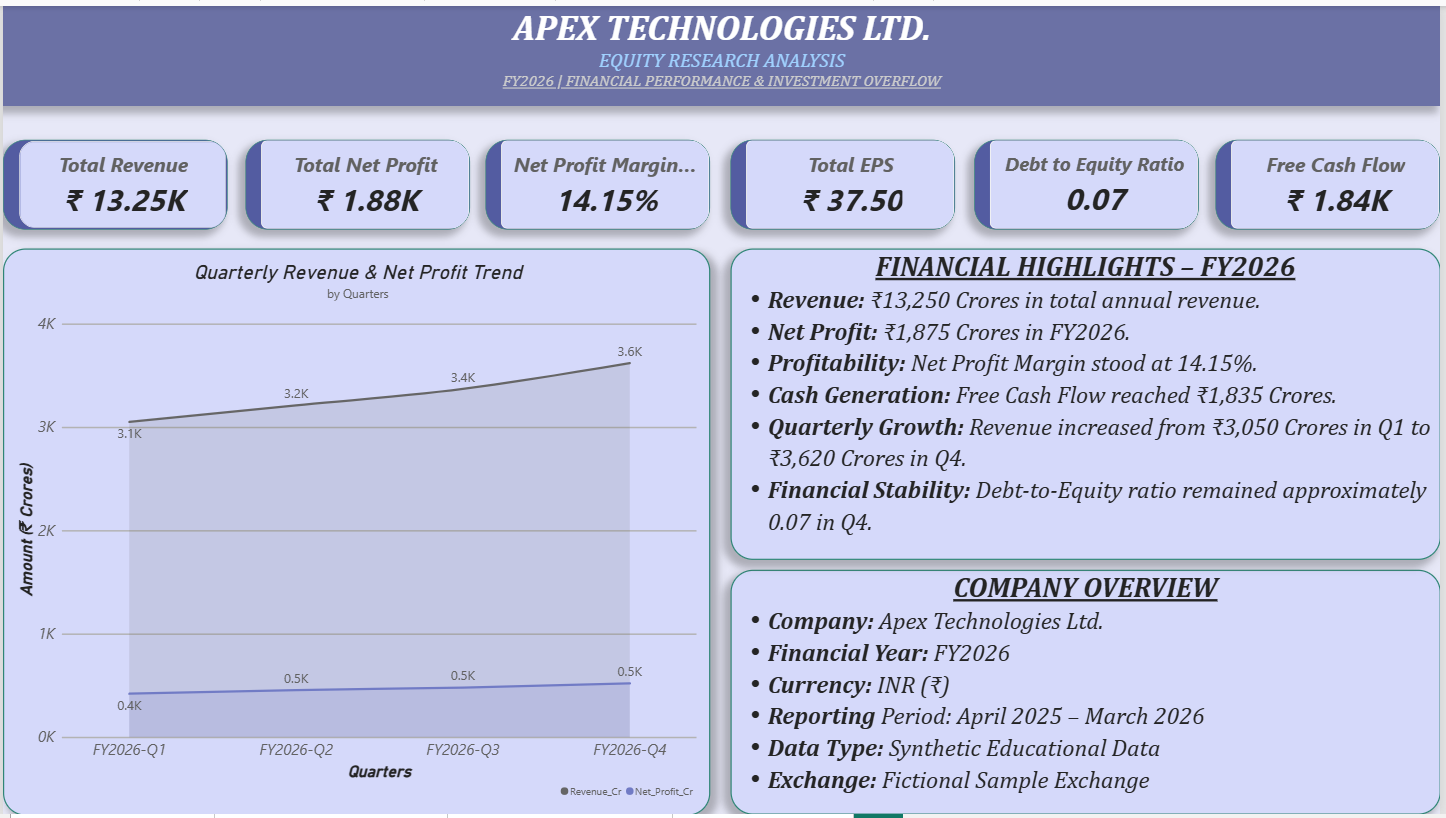 APEX TECHNOLOGIES LTD.
EQUITY RESEARCH ANALYSIS
FY2026 | FINANCIAL PERFORMANCE & INVESTMENT OVERFLOW
Total Revenue
₹ 13.25K
Total Net Profit
₹ 1.88K
Net Profit Margin...
14.15%
Total EPS
₹ 37.50
Debt to Equity Ratio
0.07
Free Cash Flow
₹ 1.84K
Quarterly Revenue & Net Profit Trend
by Quarters
4K
3K
2K
1K
0K
Amount (₹ Crores)
3.1K
3.2K
3.4K
3.6K
0.4K
0.5K
0.5K
0.5K
FY2026-Q1
FY2026-Q2
FY2026-Q3
FY2026-Q4
Quarters
Revenue_Cr
Net_Profit_Cr
FINANCIAL HIGHLIGHTS – FY2026
• Revenue: ₹13,250 Crores in total annual revenue.
• Net Profit: ₹1,875 Crores in FY2026.
• Profitability: Net Profit Margin stood at 14.15%.
• Cash Generation: Free Cash Flow reached ₹1,835 Crores.
• Quarterly Growth: Revenue increased from ₹3,050 Crores in Q1 to
₹3,620 Crores in Q4.
• Financial Stability: Debt-to-Equity ratio remained approximately
0.07 in Q4.
COMPANY OVERVIEW
• Company: Apex Technologies Ltd.
• Financial Year: FY2026
• Currency: INR (₹)
• Reporting Period: April 2025 – March 2026
• Data Type: Synthetic Educational Data
• Exchange: Fictional Sample Exchange